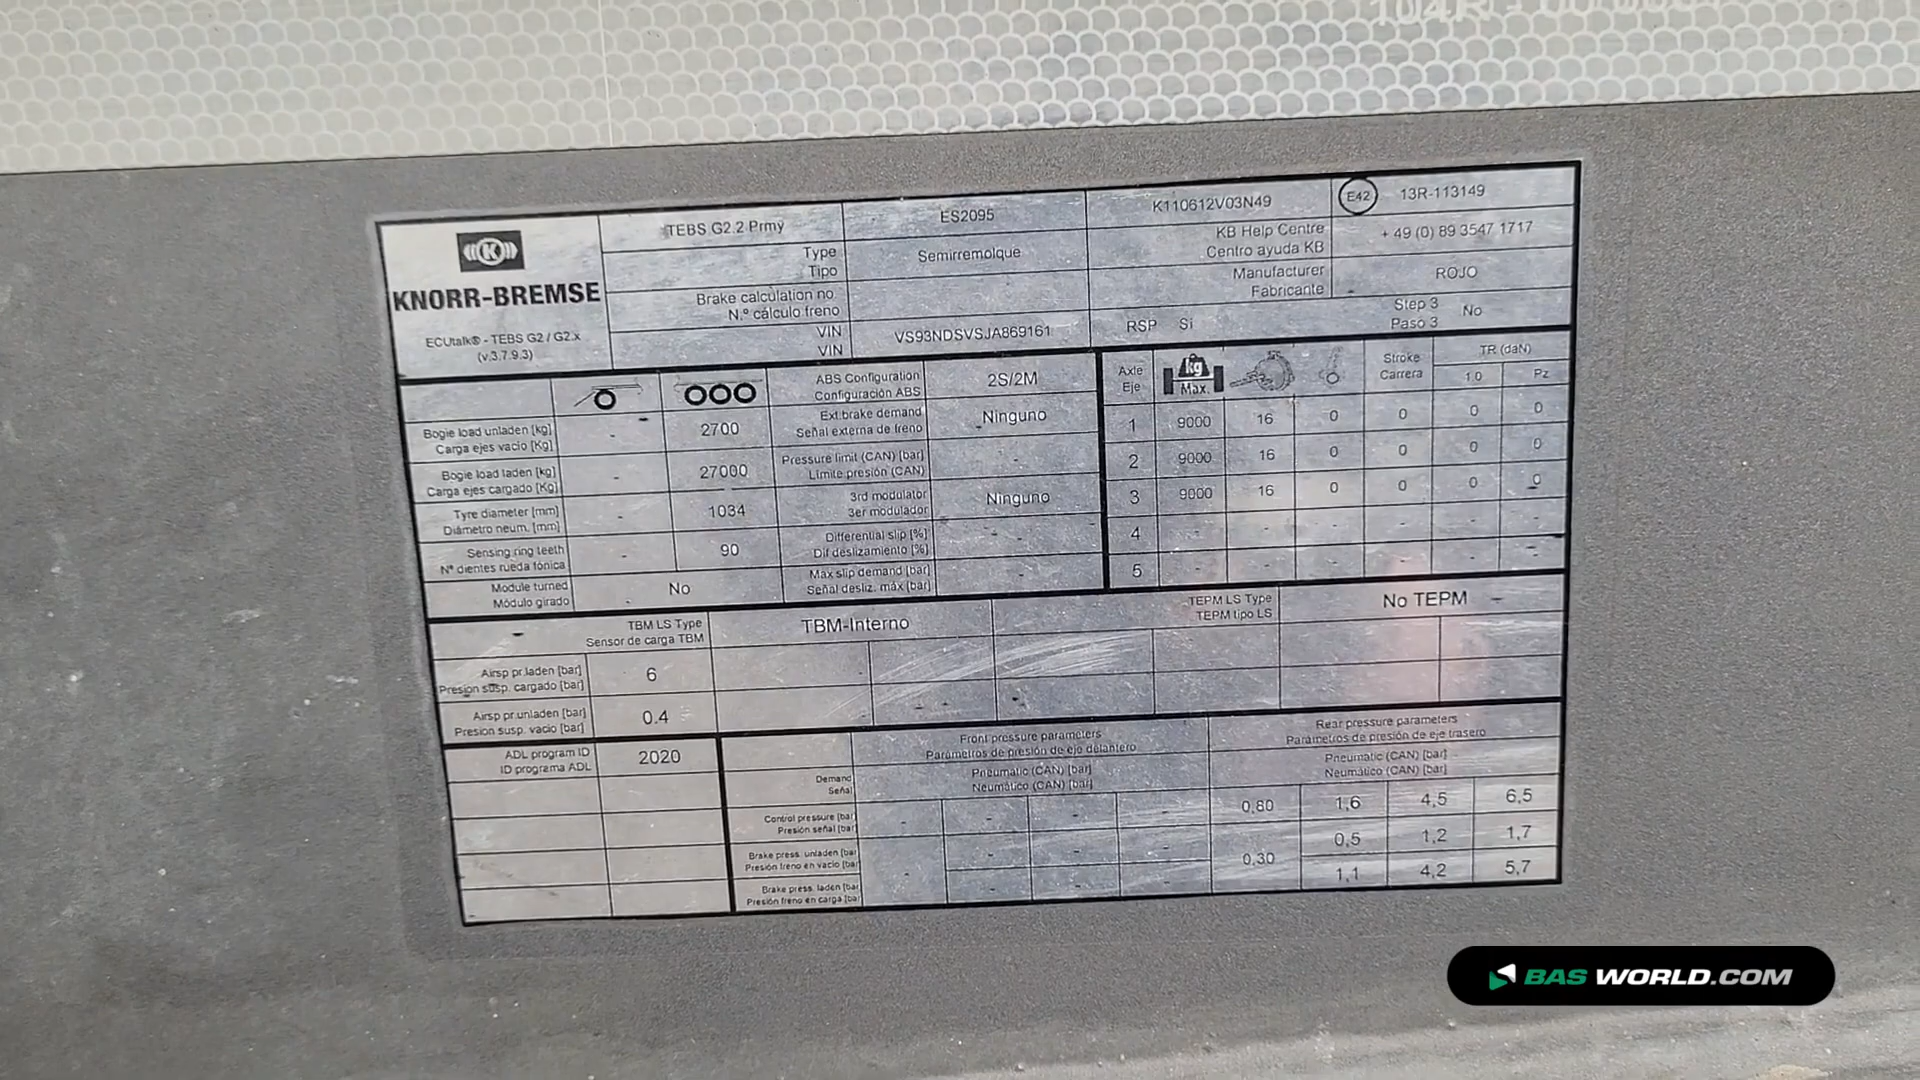 KNORR-BREMSE
ECUtalk® - TEBS G2 / G2.x
(v.3.7.9.3)
TEBS G2.2 Prmy
ES2095
K110612V03N49
E42
13R-113149
Type
Tipo
Semirremolque
KB Help Centre
Centro ayuda KB
+ 49 (0) 89 3547 1717
Brake calculation no.
N.º cálculo freno
Manufacturer
Fabricante
ROJO
VIN
VIN
VS93NDSVSJA869161
RSP Si
Step 3
Paso 3
No
ABS Configuration
Configuración ABS
2S/2M
Bogie load unladen [kg]
Carga ejes vacio [Kg]
- 2700
Ext.brake demand
Señal externa de freno
Ninguno
Bogie load laden [kg]
Carga ejes cargado [Kg]
- 27000
Pressure limit (CAN) [bar]
Límite presión (CAN)
-
Tyre diameter [mm]
Diámetro neum. [mm]
- 1034
3rd modulator
3er modulador
Ninguno
Sensing ring teeth
Nº dientes rueda fónica
- 90
Differential slip [%]
Dif deslizamiento [%]
-
Module turned
Módulo girado
No
Max slip demand [bar]
Señal desliz. máx [bar]
-
Axle
Eje
kg
Max.
Stroke
Carrera
TR (daN)
1.0 Pz
1 9000 16 0 0 0 0
2 9000 16 0 0 0 0
3 9000 16 0 0 0 0
4 - - - - - -
5 - - - - - -
TBM LS Type
Sensor de carga TBM
TBM-Interno
TEPM LS Type
TEPM tipo LS
No TEPM
Airsp pr.laden [bar]
Presion susp. cargado [bar]
6
Airsp pr.unladen [bar]
Presion susp. vacio [bar]
0.4
ADL program ID
ID programa ADL
2020
Front pressure parameters
Parámetros de presión de eje delantero
Rear pressure parameters
Parámetros de presión de eje trasero
Demand
Señal
Pneumatic (CAN) [bar]
Neumático (CAN) [bar]
Pneumatic (CAN) [bar]
Neumático (CAN) [bar]
Control pressure [bar
Presión señal [bar
- - - - 0,80 1,6 4,5 6,5
Brake press. unladen [bar
Presión freno en vacio [bar
- - - - 0,30 0,5 1,2 1,7
Brake press. laden [bar
Presión freno en carga [bar
- - - 1,1 4,2 5,7
BAS WORLD.COM